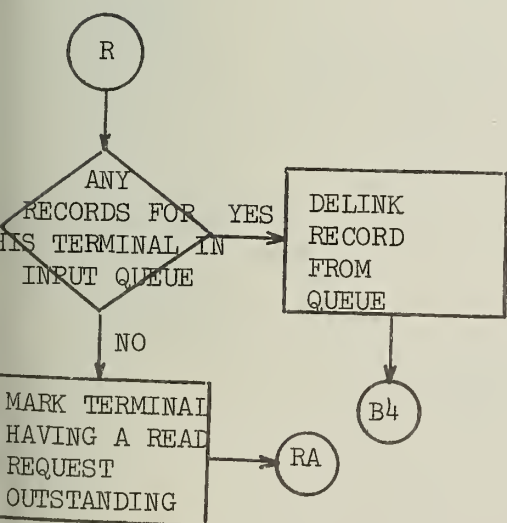 R
ANY
RECORDS FOR
HIS TERMINAL IN
INPUT QUEUE
YES
DELINK
RECORD
FROM
QUEUE
NO
B4
MARK TERMINAL
HAVING A READ
REQUEST
OUTSTANDING
RA